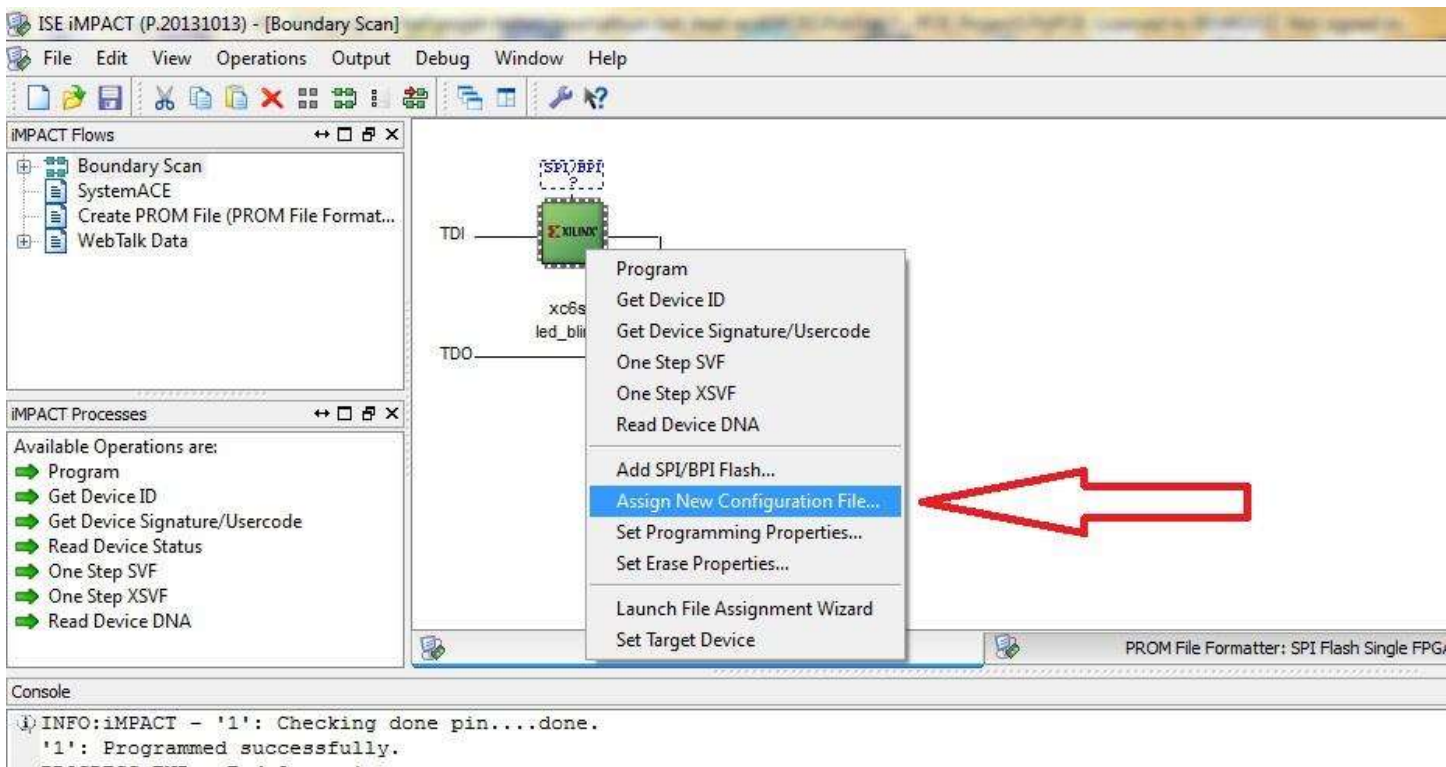 ISE iMPACT (P.20131013) - [Boundary Scan]
File Edit View Operations Output Debug Window Help
iMPACT Flows
Boundary Scan
SystemACE
Create PROM File (PROM File Format...
WebTalk Data
iMPACT Processes
Available Operations are:
Program
Get Device ID
Get Device Signature/Usercode
Read Device Status
One Step SVF
One Step XSVF
Read Device DNA
SPI/BPI
?
TDI
XILINX
xc6s
led_bli
TDO
Program
Get Device ID
Get Device Signature/Usercode
One Step SVF
One Step XSVF
Read Device DNA
Add SPI/BPI Flash...
Assign New Configuration File...
Set Programming Properties...
Set Erase Properties...
Launch File Assignment Wizard
Set Target Device
PROM File Formatter: SPI Flash Single FPGA
Console
INFO:iMPACT - '1': Checking done pin....done.
'1': Programmed successfully.